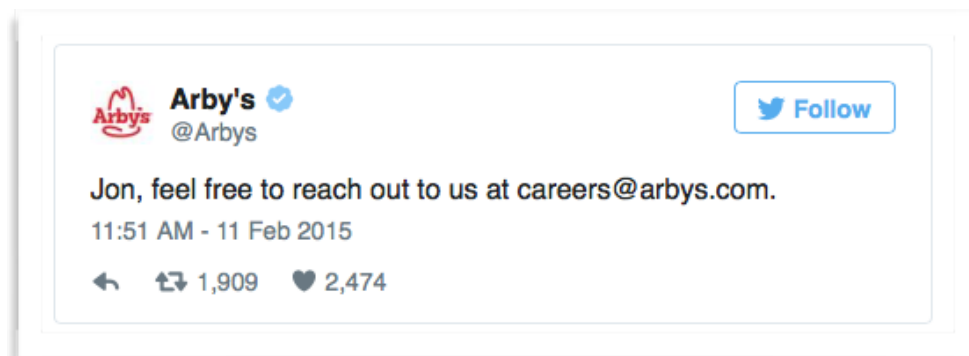 Arby's
Arby's
@Arbys
Follow
Jon, feel free to reach out to us at careers@arbys.com.
11:51 AM - 11 Feb 2015
1,909 2,474